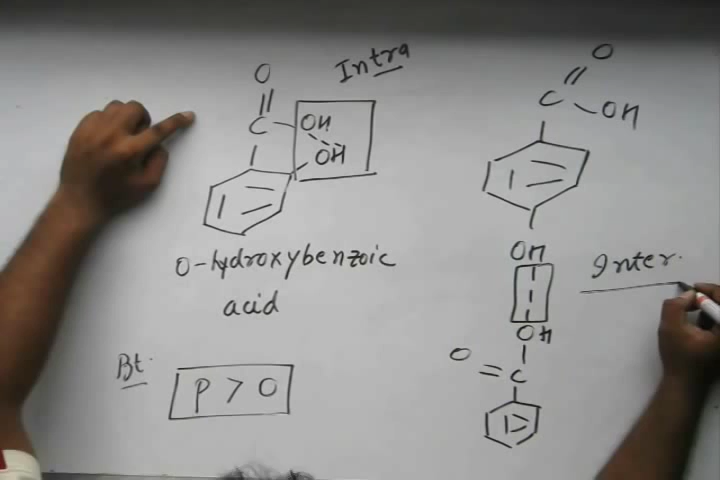 Intra
O
C
OH
OH
O-hydroxybenzoic
acid
Bt.
P > O
O
C
OH
OH
Inter.
OH
O
C